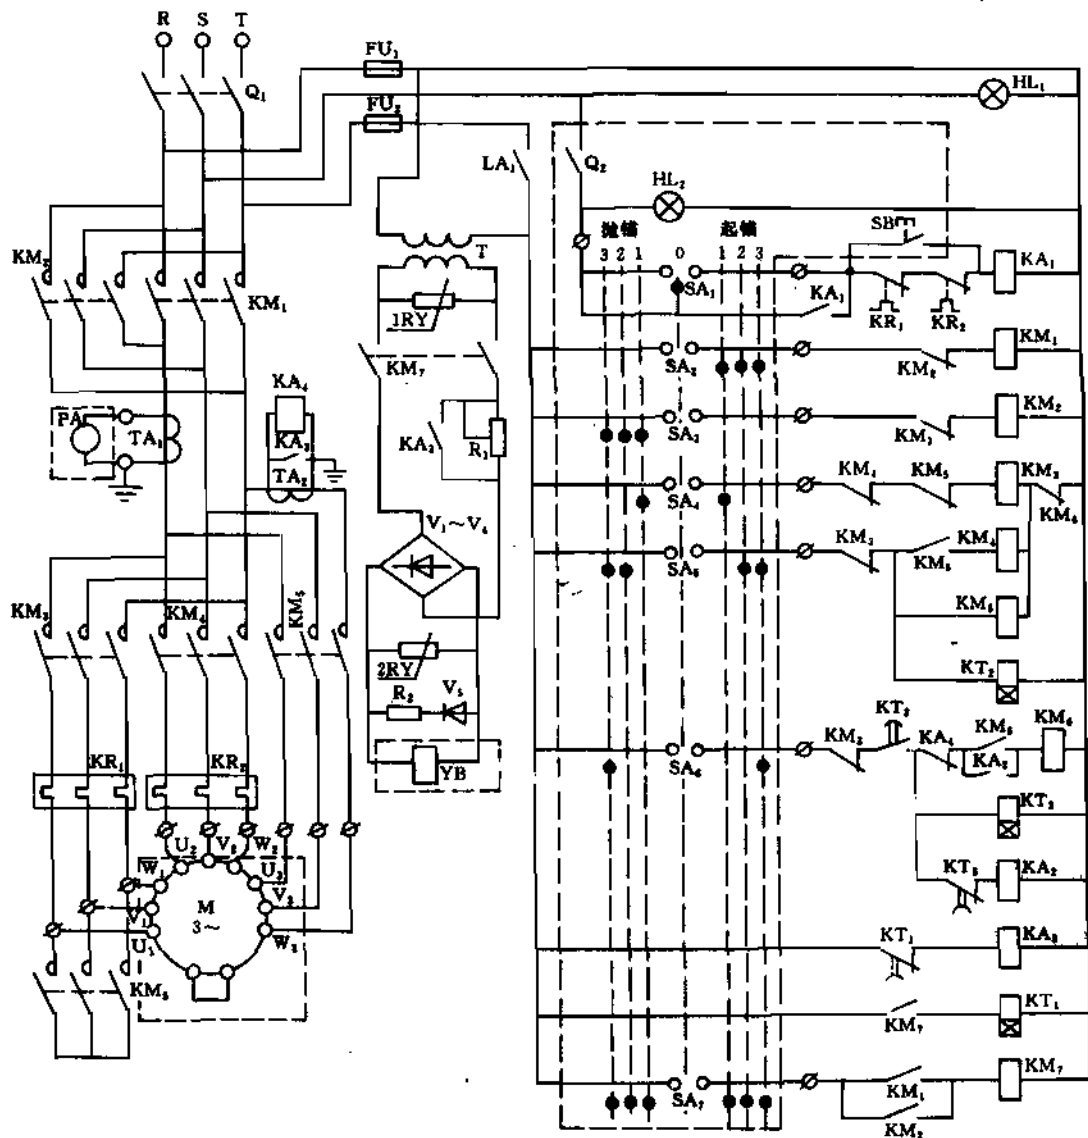 R S T
FU₁
Q₁
HL₁
FU₂
LA₁
Q₂
HL₂
抛锚 起锚
SB
3 2 1 0 1 2 3
T
KM₂
SA₁
KA₁
KA₁
KM₁
1RY
KR₁ KR₂
KM₇
SA₂
KM₂
KM₁
KA₄
PA
TA₁
KA₃
TA₂
KA₃
R₁
SA₃
KM₁
KM₂
SA₄
KM₄
KM₅
KM₃
KM₆
V₁~V₄
SA₅
KM₃
KM₅
KM₄
KM₃
KM₄
KM₅
KM₅
2RY
R₂
V₅
KT₂
YB
KR₁
KR₂
SA₆
KM₃
KT₂
KA₄
KM₆
KA₂
KM₆
KT₃
U₂ V₂ W₂
W₁
U₃
V₃
KT₃
KA₂
V₁
M
3~
U₁
W₃
KT₁
KA₃
KM₅
KM₇
KT₁
SA₇
KM₁
KM₇
KM₂